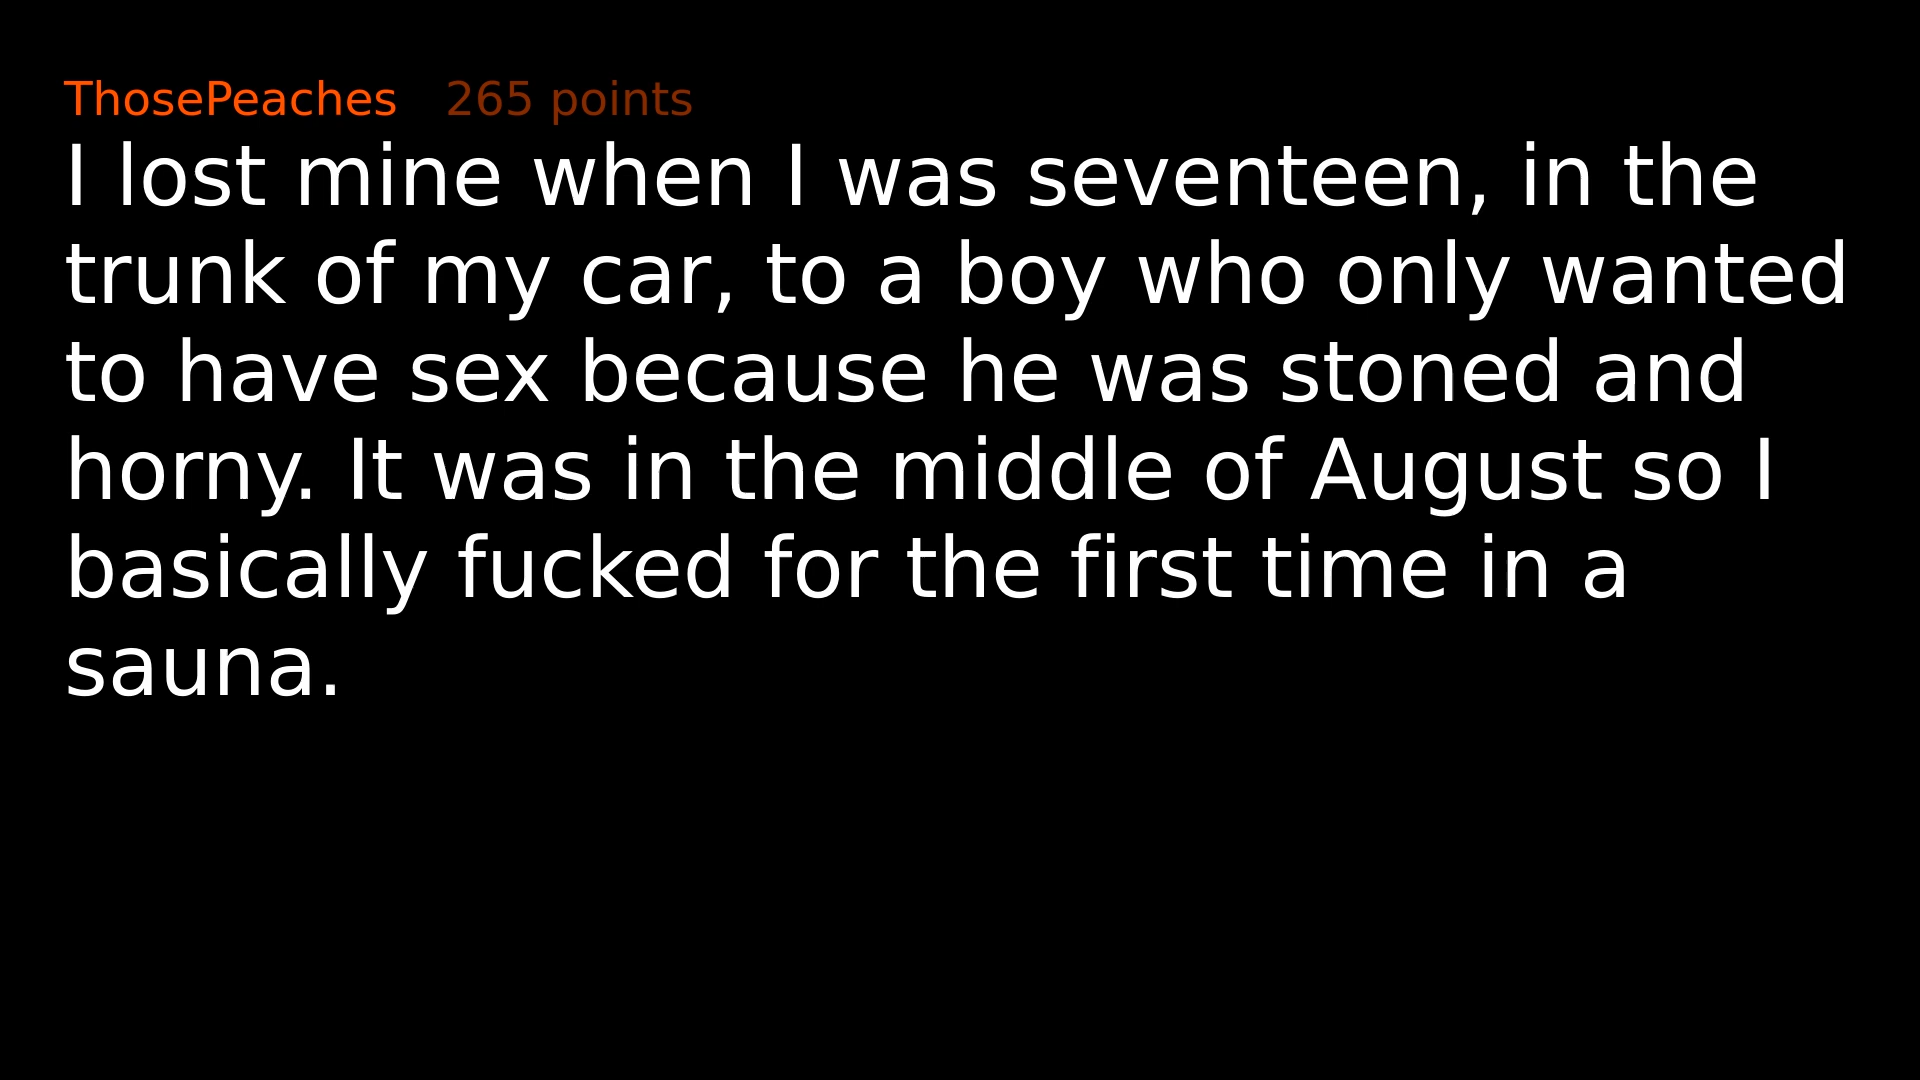 ThosePeaches 265 points
I lost mine when I was seventeen, in the
trunk of my car, to a boy who only wanted
to have sex because he was stoned and
horny. It was in the middle of August so I
basically fucked for the first time in a
sauna.